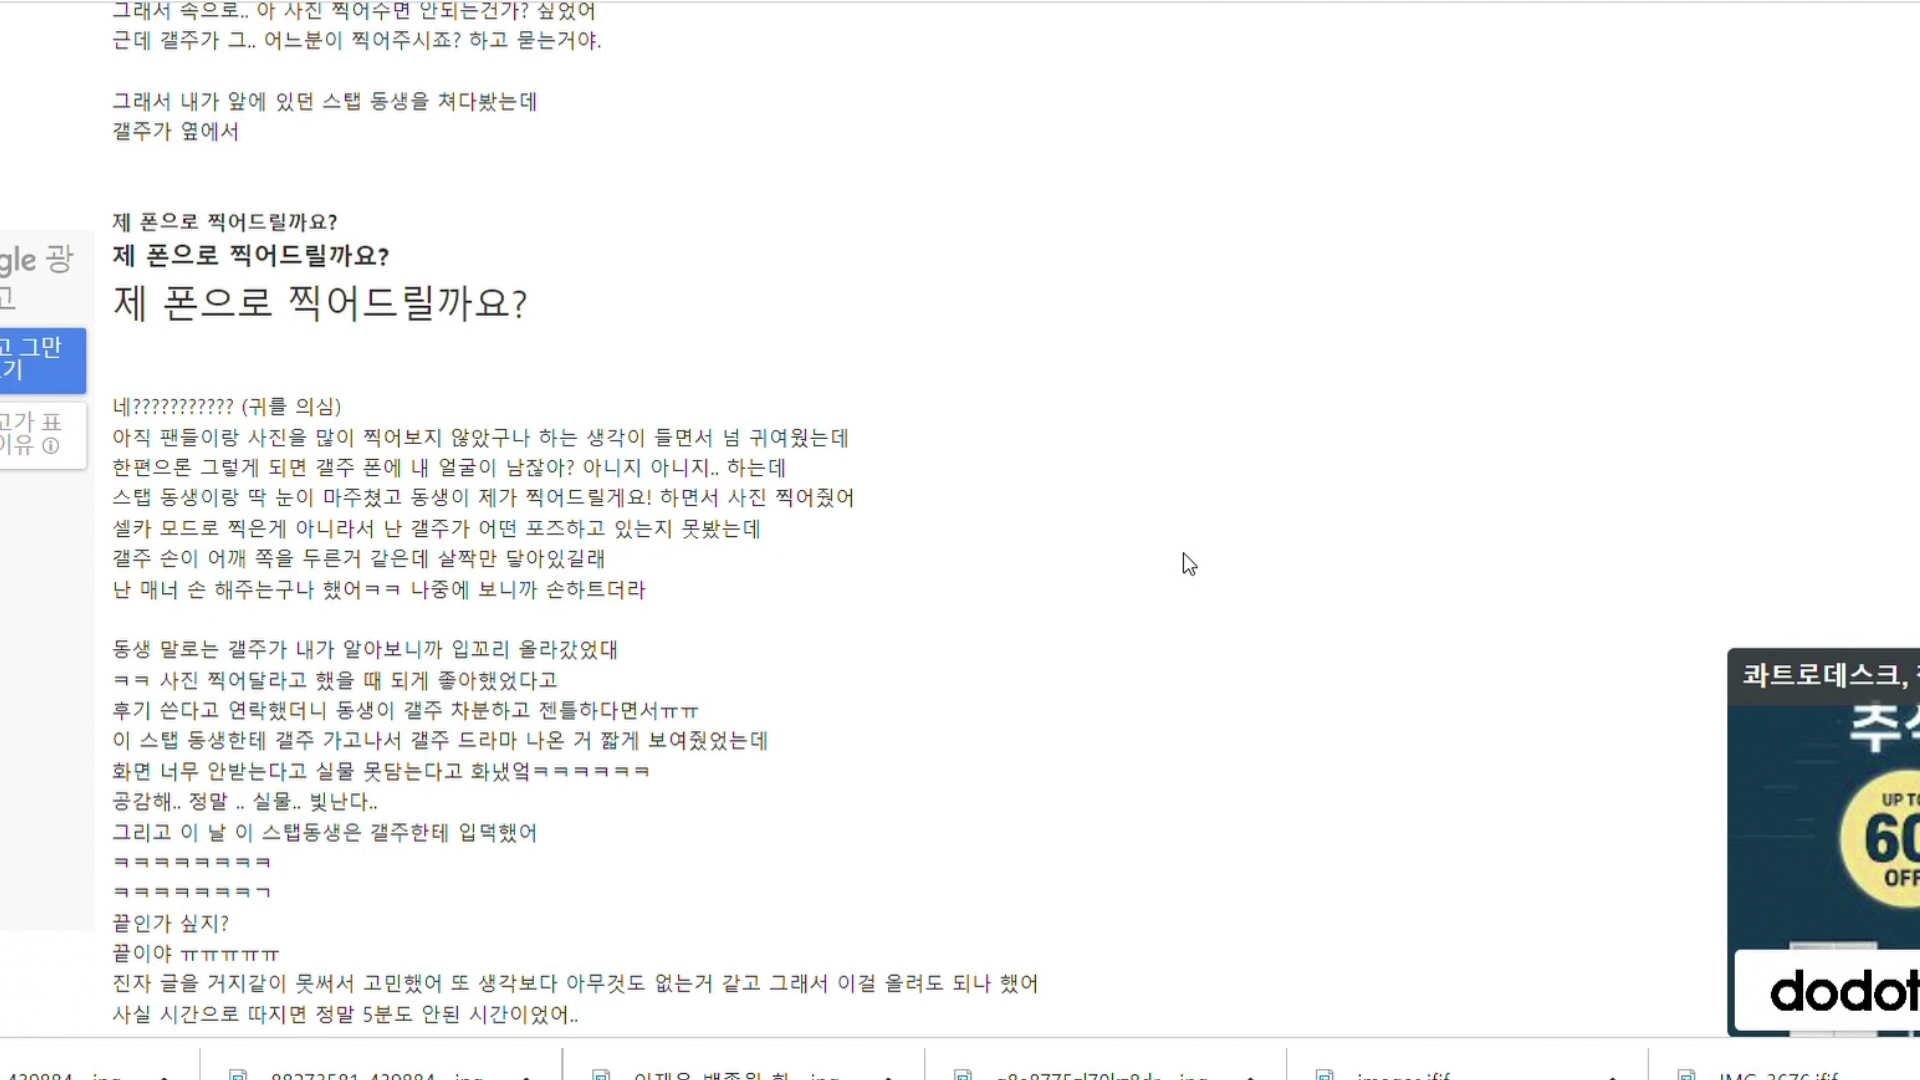 그래서 속으로.. 아 사진 찍어주면 안되는건가? 싶었어
근데 갤주가 그.. 어느분이 찍어주시죠? 하고 묻는거야.
그래서 내가 앞에 있던 스탭 동생을 쳐다봤는데
갤주가 옆에서
제 폰으로 찍어드릴까요?
제 폰으로 찍어드릴까요?
제 폰으로 찍어드릴까요?
gle 광
고
고 그만
기
고가 표
이유
네??????????? (귀를 의심)
아직 팬들이랑 사진을 많이 찍어보지 않았구나 하는 생각이 들면서 넘 귀여웠는데
한편으론 그렇게 되면 갤주 폰에 내 얼굴이 남잖아? 아니지 아니지.. 하는데
스탭 동생이랑 딱 눈이 마주쳤고 동생이 제가 찍어드릴게요! 하면서 사진 찍어줬어
셀카 모드로 찍은게 아니라서 난 갤주가 어떤 포즈하고 있는지 못봤는데
갤주 손이 어깨 쪽을 두른거 같은데 살짝만 닿아있길래
난 매너 손 해주는구나 했어ㅋㅋ 나중에 보니까 손하트더라
동생 말로는 갤주가 내가 알아보니까 입꼬리 올라갔었대
ㅋㅋ 사진 찍어달라고 했을 때 되게 좋아했었다고
후기 쓴다고 연락했더니 동생이 갤주 차분하고 젠틀하다면서ㅠㅠ
이 스탭 동생한테 갤주 가고나서 갤주 드라마 나온 거 짧게 보여줬었는데
화면 너무 안받는다고 실물 못담는다고 화냈엌ㅋㅋㅋㅋㅋㅋ
공감해.. 정말 .. 실물.. 빛난다..
그리고 이 날 이 스탭동생은 갤주한테 입덕했어
ㅋㅋㅋㅋㅋㅋㅋㅋ
ㅋㅋㅋㅋㅋㅋㅋㄱ
끝인가 싶지?
끝이야 ㅠㅠㅠㅠㅠ
진자 글을 거지같이 못써서 고민했어 또 생각보다 아무것도 없는거 같고 그래서 이걸 올려도 되나 했어
사실 시간으로 따지면 정말 5분도 안된 시간이었어..
콰트로데스크,
추석
UP TO
60
OFF
dodot